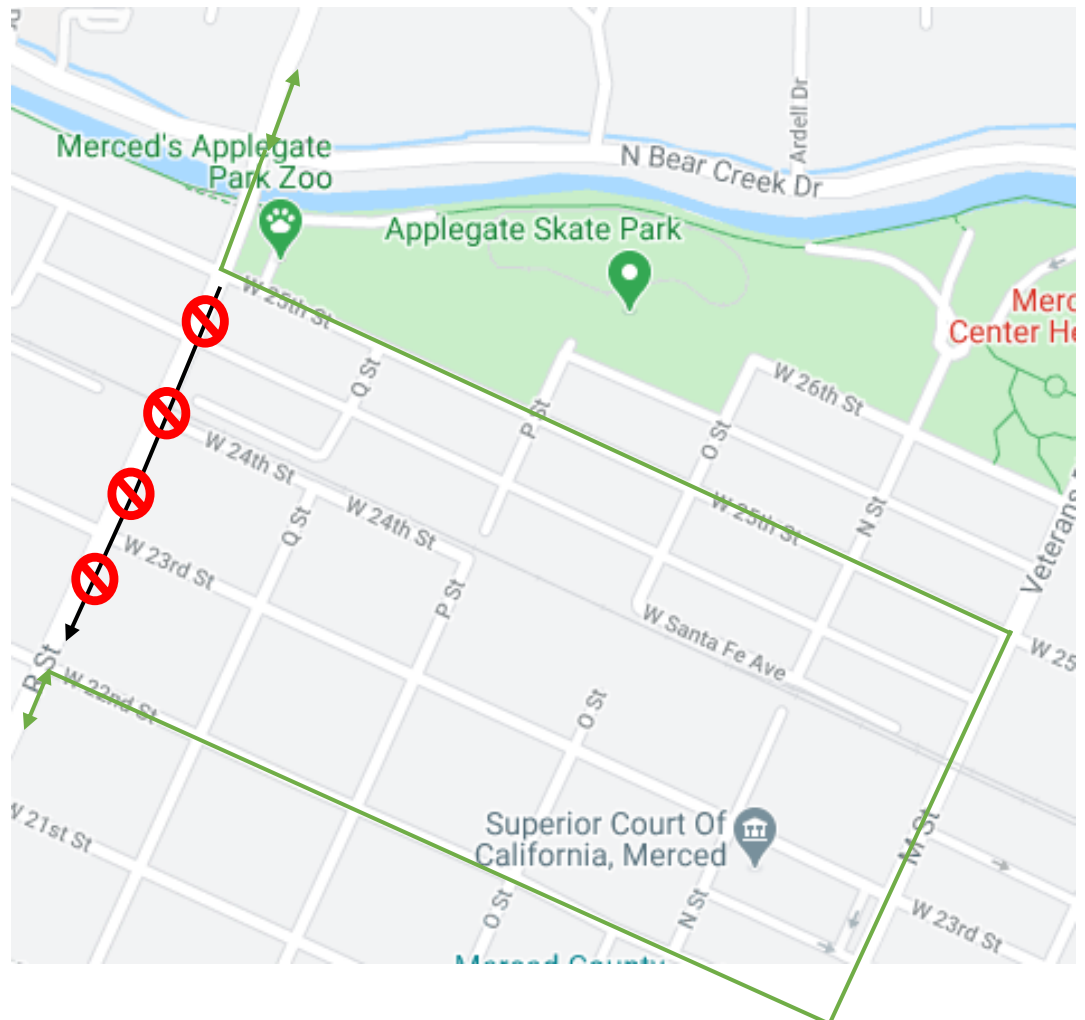 R
Ardell Dr
Merced's Applegate
Park Zoo
N Bear Creek Dr
Applegate Skate Park
W 25th St
Merc
Center He
Q St
W 26th St
P St
O St
W 24th St
W 24th St
W 25th St
N St
Veterans
Q St
W 23rd St
P St
W Santa Fe Ave
W 25
R St
W 22nd St
O St
W 21st St
Superior Court Of
California, Merced
M St
O St
N St
W 23rd St
Merced County